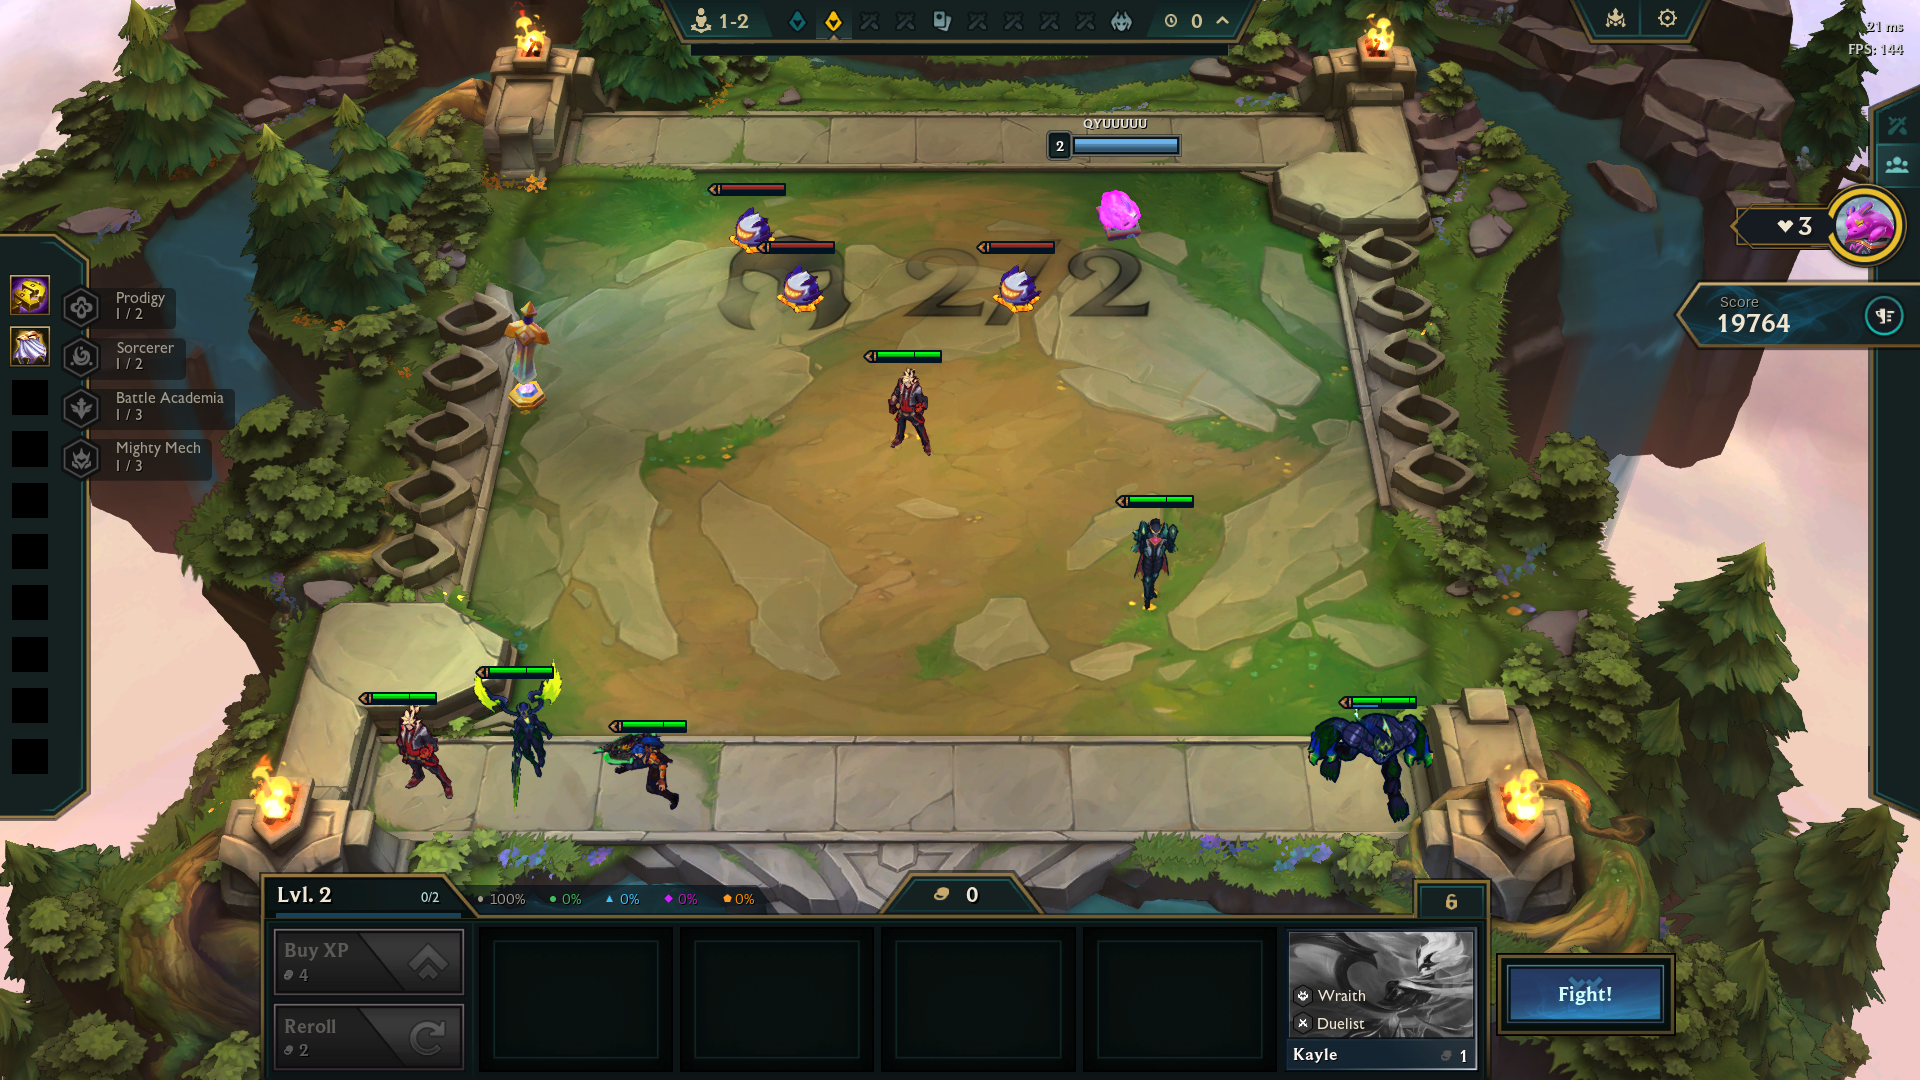 1-2
0
21 ms
FPS: 144
QYUUUUU
2
2/2
3
Score
19764
Prodigy
1 / 2
Sorcerer
1 / 2
Battle Academia
1 / 3
Mighty Mech
1 / 3
Lvl. 2
0/2
100%
0%
0%
0%
0%
0
6
Buy XP
4
Reroll
2
Wraith
Duelist
Kayle
1
Fight!